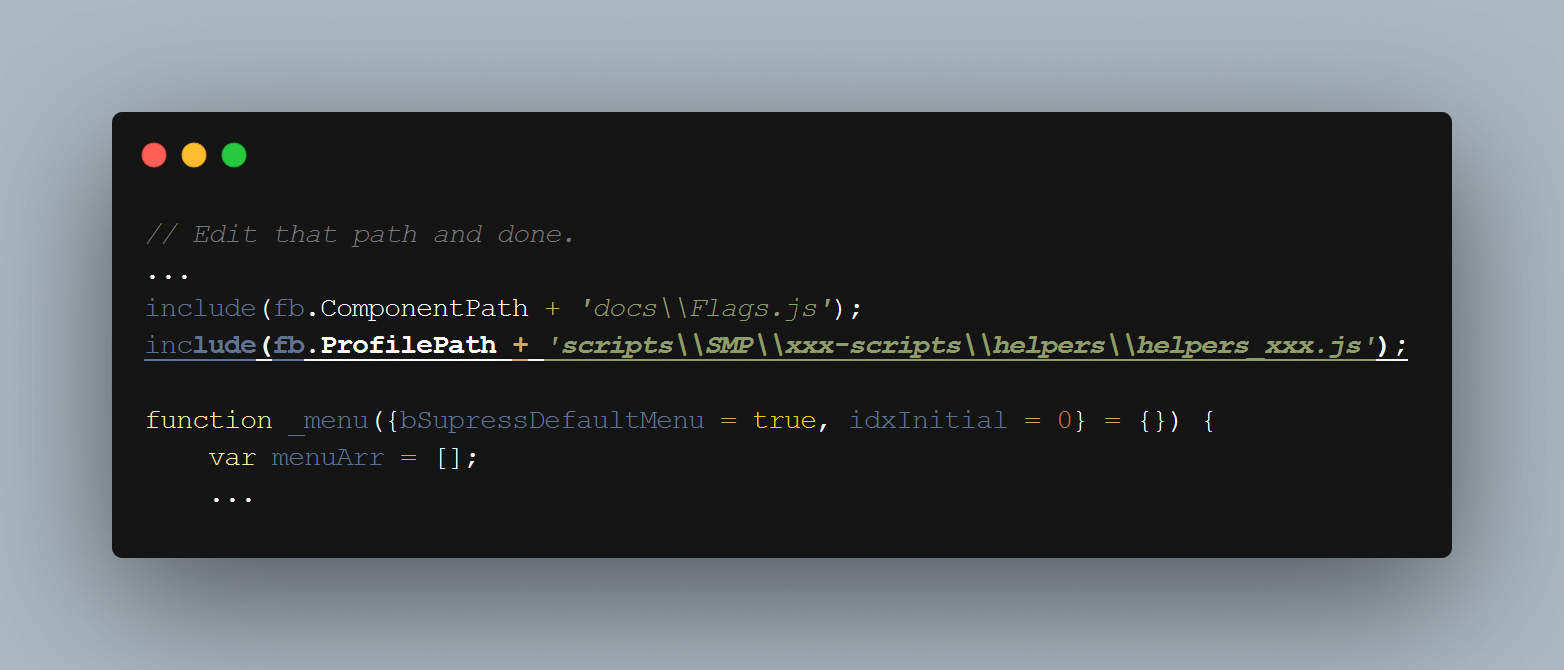 // Edit that path and done.
...
include(fb.ComponentPath + 'docs\\Flags.js');
include(fb.ProfilePath + 'scripts\\SMP\\xxx-scripts\\helpers\\helpers_xxx.js');
function _menu({bSupressDefaultMenu = true, idxInitial = 0} = {}) {
var menuArr = [];
...